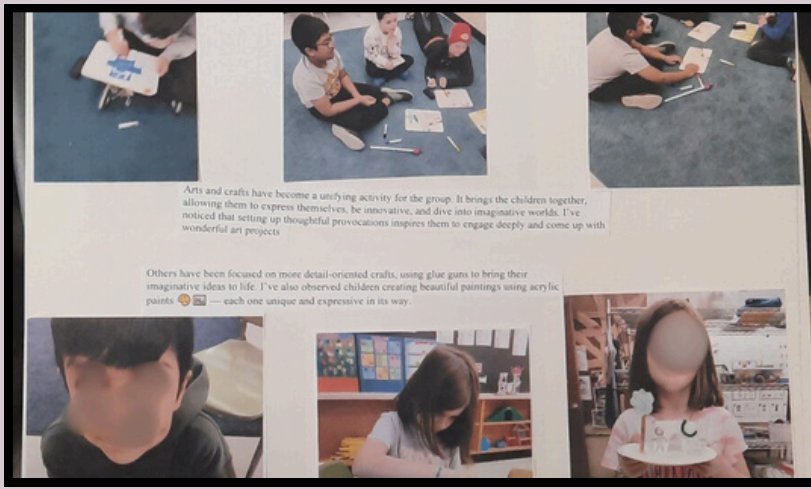 Arts and crafts have become a unifying activity for the group. It brings the children together,
allowing them to express themselves, be innovative, and dive into imaginative worlds. I've
noticed that setting up thoughtful provocations inspires them to engage deeply and come up with
wonderful art projects
Others have been focused on more detail-oriented crafts, using glue guns to bring their
imaginative ideas to life. I've also observed children creating beautiful paintings using acrylic
paints 🎨 🖼 — each one unique and expressive in its way.